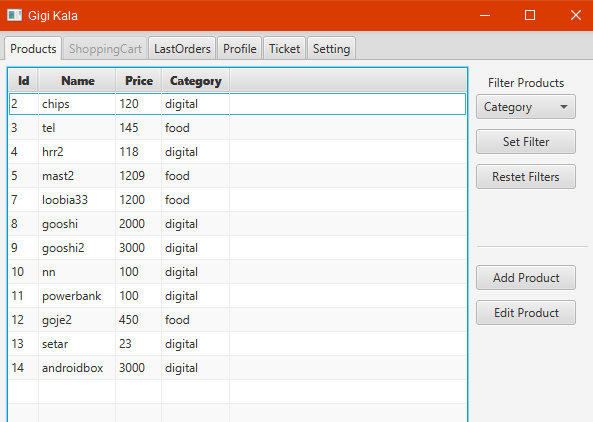 Gigi Kala
Products ShoppingCart LastOrders Profile Ticket Setting
Id Name Price Category
2 chips 120 digital
3 tel 145 food
4 hrr2 118 digital
5 mast2 1209 food
7 loobia33 1200 food
8 gooshi 2000 digital
9 gooshi2 3000 digital
10 nn 100 digital
11 powerbank 100 digital
12 goje2 450 food
13 setar 23 digital
14 androidbox 3000 digital
Filter Products
Category
Set Filter
Restet Filters
Add Product
Edit Product